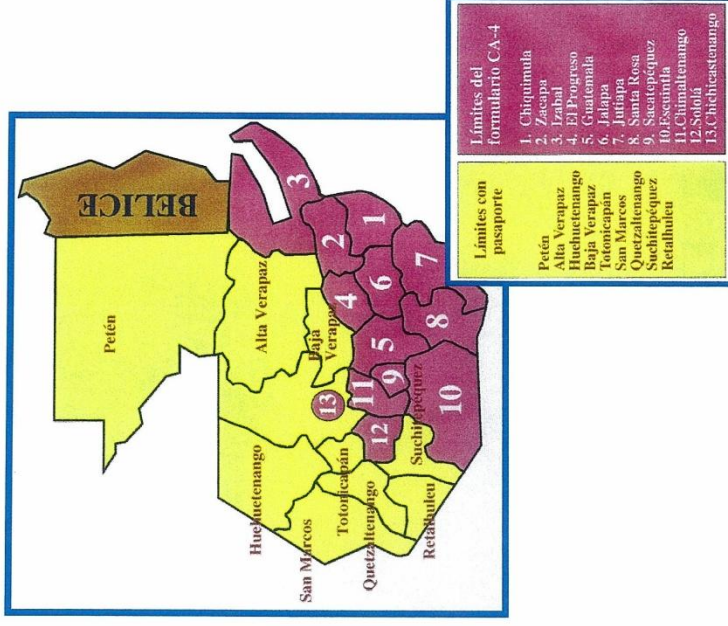 BELICE
Petén
Alta Verapaz
Baja
Verapaz
Huehuetenango
San Marcos
Totonicapán
Quetzaltenango
Retalhuleu
Suchitepéquez
1
2
3
4
5
6
7
8
9
10
11
12
13
Límites con
pasaporte
Petén
Alta Verapaz
Huehuetenango
Baja Verapaz
Totonicapán
San Marcos
Quetzaltenango
Suchitepéquez
Retalhuleu
Límites del
formulario CA-4
1. Chiquimula
2. Zacapa
3. Izabal
4. El Progreso
5. Guatemala
6. Jalapa
7. Jutiapa
8. Santa Rosa
9. Sacatepéquez
10.Escuintla
11.Chimaltenango
12.Sololá
13.Chichicastenango